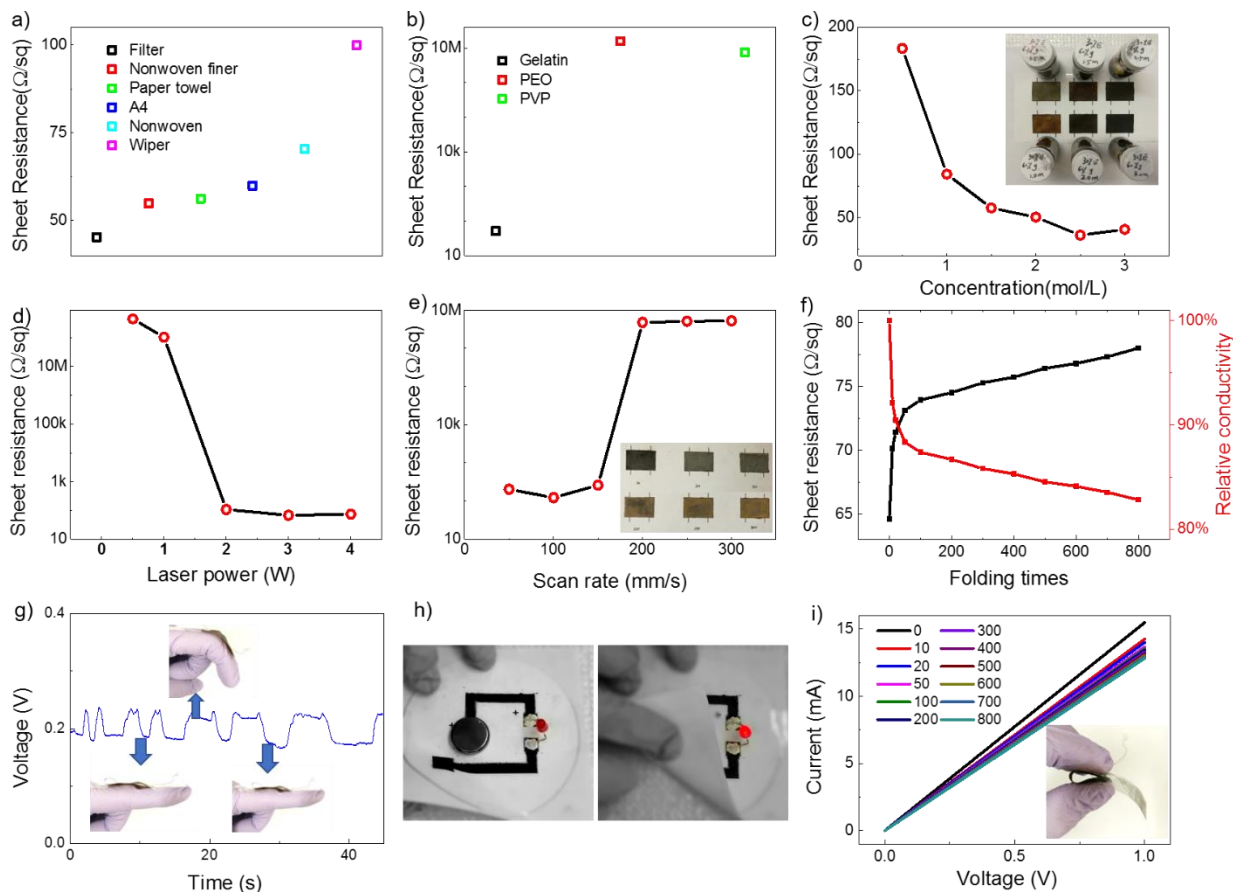 a)
Sheet Resistance(Ω/sq)
100
75
50
Filter
Nonwoven finer
Paper towel
A4
Nonwoven
Wiper
b)
Sheet Resistance(Ω/sq)
10M
10k
10
Gelatin
PEO
PVP
c)
Sheet Resistance (Ω/sq)
200
150
100
50
0
0 1 2 3
Concentration(mol/L)
d)
Sheet resistance (Ω/sq)
10M
100k
1k
10
0 1 2 3 4
Laser power (W)
e)
Sheet resistance (Ω/sq)
10M
10k
10M
0 100 200 300
Scan rate (mm/s)
f)
Sheet resistance (Ω/sq)
80
75
70
65
0 200 400 600 800
Folding times
100%
90%
80%
Relative conductivity
g)
Voltage (V)
0.4
0.2
0.0
0 20 40
Time (s)
h)
+ +
i)
Current (mA)
15
10
5
0
0 300
10 400
20 500
50 600
100 700
200 800
0.0 0.5 1.0
Voltage (V)